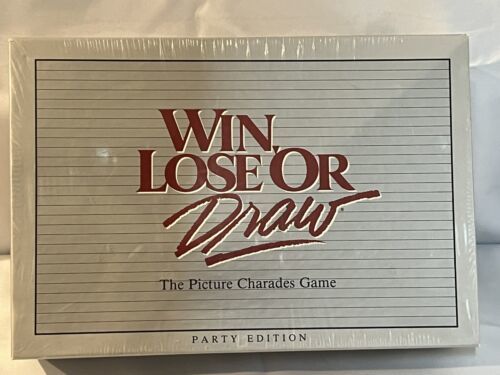 WIN,
LOSE OR
Draw
The Picture Charades Game
PARTY EDITION